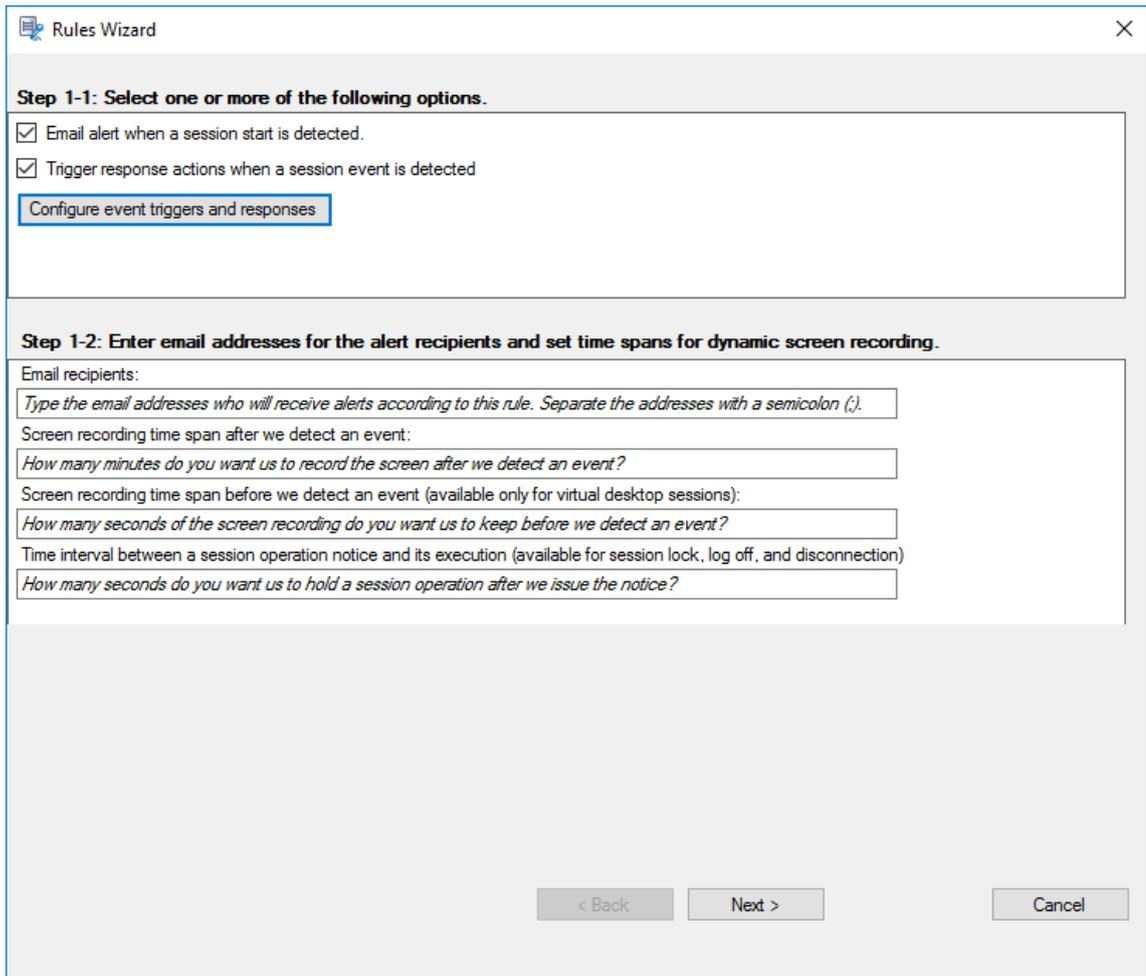 Rules Wizard
Step 1-1: Select one or more of the following options.
Email alert when a session start is detected.
Trigger response actions when a session event is detected
Configure event triggers and responses
Step 1-2: Enter email addresses for the alert recipients and set time spans for dynamic screen recording.
Email recipients:
Type the email addresses who will receive alerts according to this rule. Separate the addresses with a semicolon (;).
Screen recording time span after we detect an event:
How many minutes do you want us to record the screen after we detect an event?
Screen recording time span before we detect an event (available only for virtual desktop sessions):
How many seconds of the screen recording do you want us to keep before we detect an event?
Time interval between a session operation notice and its execution (available for session lock, log off, and disconnection)
How many seconds do you want us to hold a session operation after we issue the notice?
< Back Next > Cancel